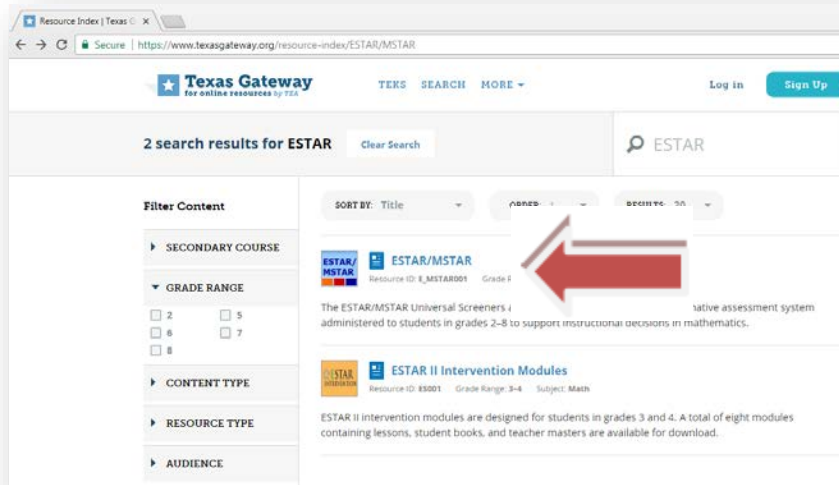 Resource Index | Texas G
Secure | https://www.texasgateway.org/resource-index/ESTAR/MSTAR
Texas Gateway
for online resources by TEA
TEKS SEARCH MORE
Log in Sign Up
2 search results for ESTAR Clear Search
ESTAR
Filter Content
SORT BY: Title ORDER: RESULTS: 20
SECONDARY COURSE
GRADE RANGE
2 5
6 7
8
CONTENT TYPE
RESOURCE TYPE
AUDIENCE
ESTAR/
MSTAR
ESTAR/MSTAR
Resource ID: E_MSTAR001 Grade
The ESTAR/MSTAR Universal Screeners native assessment system
administered to students in grades 2–8 to support instructional decisions in mathematics.
ESTAR
INTERVENTION
ESTAR II Intervention Modules
Resource ID: ES001 Grade Range: 3–4 Subject: Math
ESTAR II intervention modules are designed for students in grades 3 and 4. A total of eight modules
containing lessons, student books, and teacher masters are available for download.